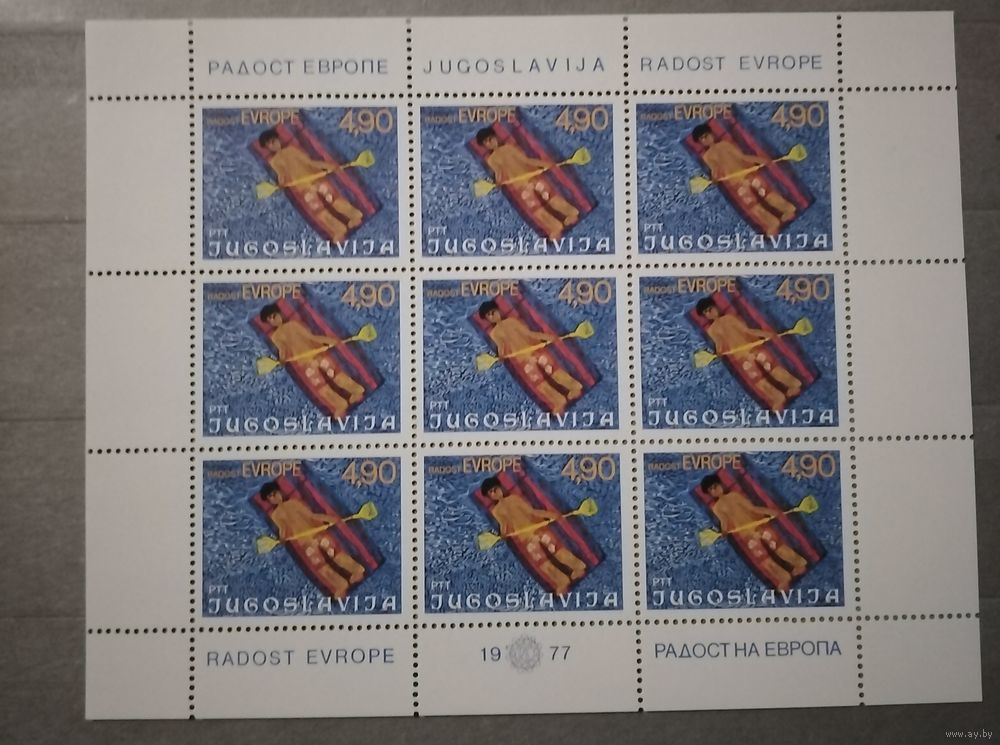 РАДОСТ ЕВРОПЕ JUGOSLAVIJA RADOST EVROPE
RADOST EVROPE 4,90 RADOST EVROPE 4,90 RADOST EVROPE 4,90
PTT PTT PTT
JUGOSLAVIJA JUGOSLAVIJA JUGOSLAVIJA
RADOST EVROPE 4,90 RADOST EVROPE 4,90 RADOST EVROPE 4,90
PTT PTT PTT
JUGOSLAVIJA JUGOSLAVIJA JUGOSLAVIJA
RADOST EVROPE 4,90 RADOST EVROPE 4,90 RADOST EVROPE 4,90
PTT PTT PTT
JUGOSLAVIJA JUGOSLAVIJA JUGOSLAVIJA
RADOST EVROPE 19 77 РАДОСТ НА ЕВРОПА
www.ay.by